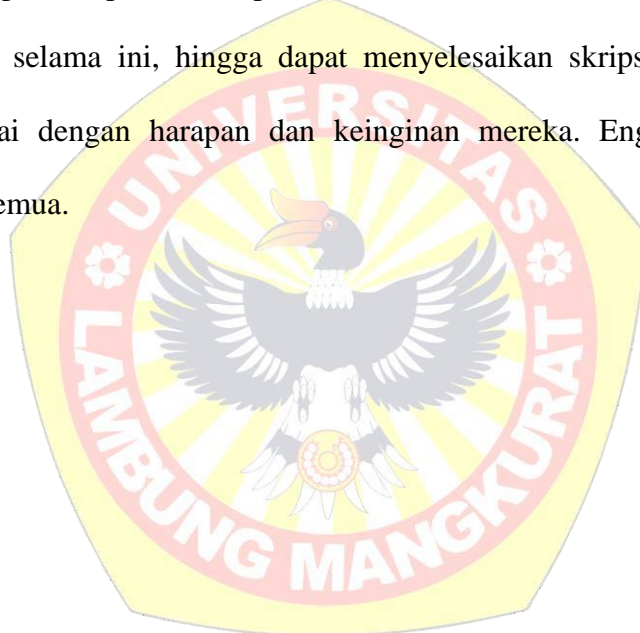 selama ini, hingga dapat menyelesaikan skrips
ai dengan harapan dan keinginan mereka. Eng
emua.
UNIVERSITAS
LAMBUNG MANGKURAT